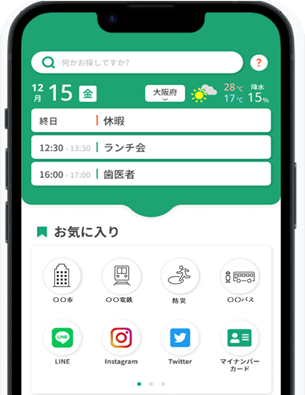 何かお探しですか?
?
12月 15 金 大阪府 28℃ 17℃ 降水 15%
終日 休暇
12:30 - 13:30 ランチ会
16:00 - 17:00 歯医者
お気に入り
〇〇市 〇〇電鉄 防災 〇〇バス
LINE
LINE Instagram Twitter マイナンバー
カード